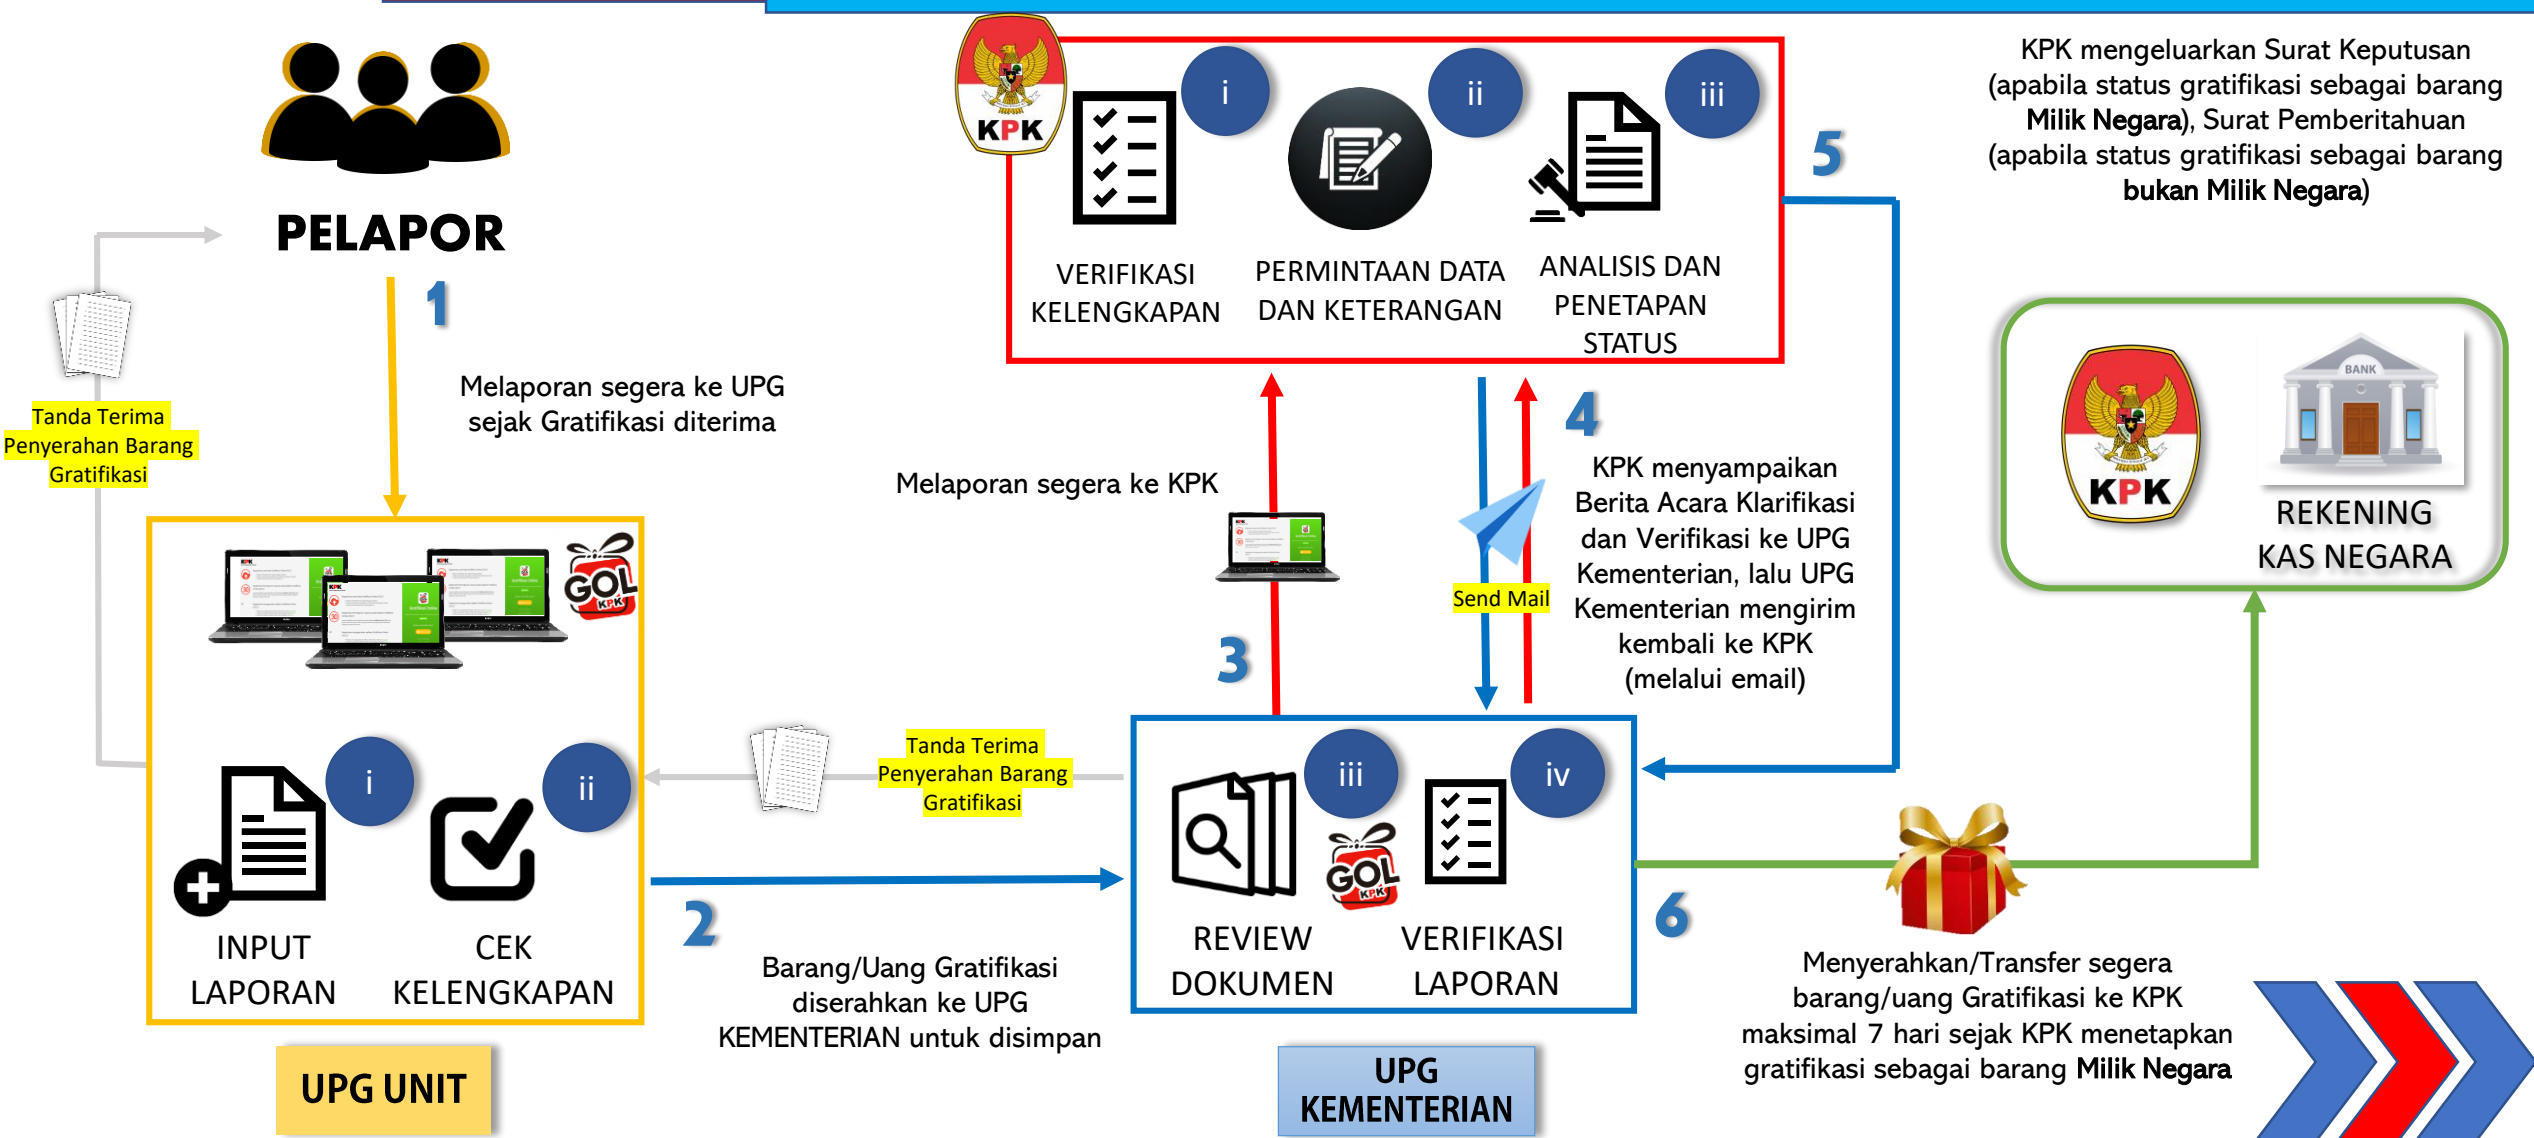 PELAPOR
1
Melaporan segera ke UPG
sejak Gratifikasi diterima
Tanda Terima
Penyerahan Barang
Gratifikasi
GOL
KPK
i
ii
INPUT
LAPORAN
CEK
KELENGKAPAN
UPG UNIT
2
Barang/Uang Gratifikasi
diserahkan ke UPG
KEMENTERIAN untuk disimpan
Tanda Terima
Penyerahan Barang
Gratifikasi
iii
iv
GOL
KPK
REVIEW
DOKUMEN
VERIFIKASI
LAPORAN
UPG
KEMENTERIAN
3
Melaporan segera ke KPK
KPK
i
ii
iii
VERIFIKASI
KELENGKAPAN
PERMINTAAN DATA
DAN KETERANGAN
ANALISIS DAN
PENETAPAN
STATUS
4
Send Mail
KPK menyampaikan
Berita Acara Klarifikasi
dan Verifikasi ke UPG
Kementerian, lalu UPG
Kementerian mengirim
kembali ke KPK
(melalui email)
5
KPK mengeluarkan Surat Keputusan
(apabila status gratifikasi sebagai barang
Milik Negara), Surat Pemberitahuan
(apabila status gratifikasi sebagai barang
bukan Milik Negara)
KPK
BANK
REKENING
KAS NEGARA
6
Menyerahkan/Transfer segera
barang/uang Gratifikasi ke KPK
maksimal 7 hari sejak KPK menetapkan
gratifikasi sebagai barang Milik Negara